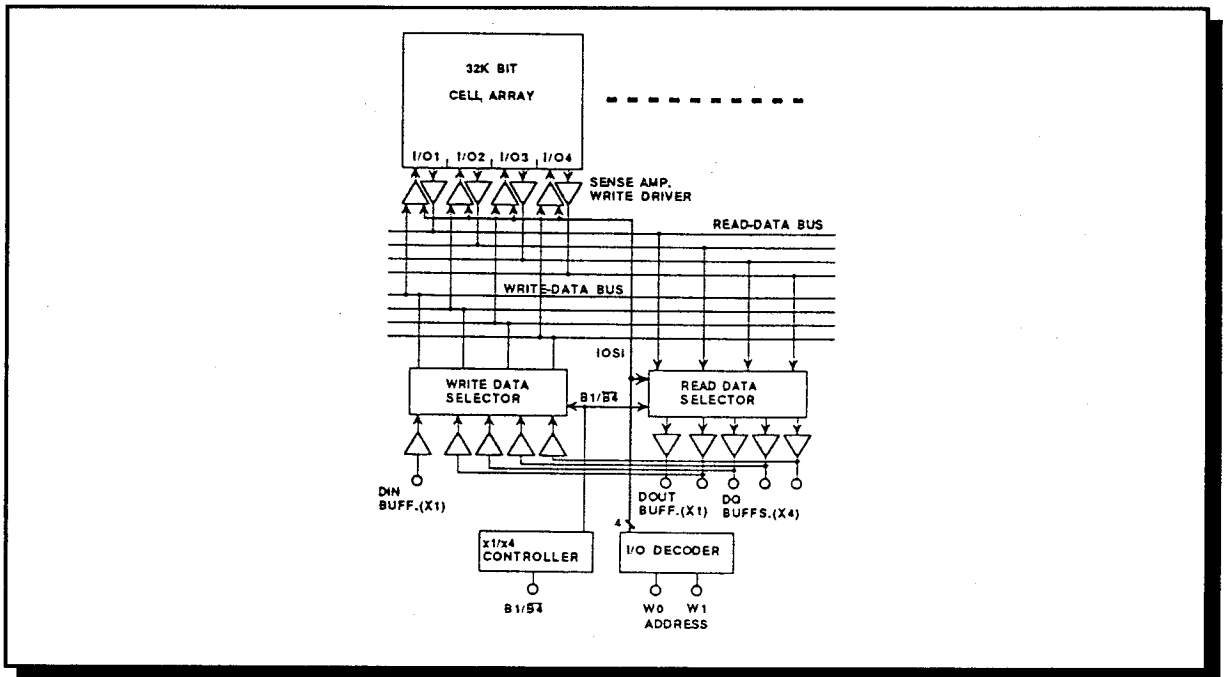 32K BIT
CELL ARRAY
I/O1 I/O2 I/O3 I/O4
SENSE AMP.
WRITE DRIVER
READ-DATA BUS
WRITE-DATA BUS
IOSi
WRITE DATA
SELECTOR
B1/B̅4̅
READ DATA
SELECTOR
DIN
BUFF.(X1)
DOUT
BUFF.(X1)
DQ
BUFFS.(X4)
4
x1/x4
CONTROLLER
I/O DECODER
B1/B̅4̅
W0 W1
ADDRESS